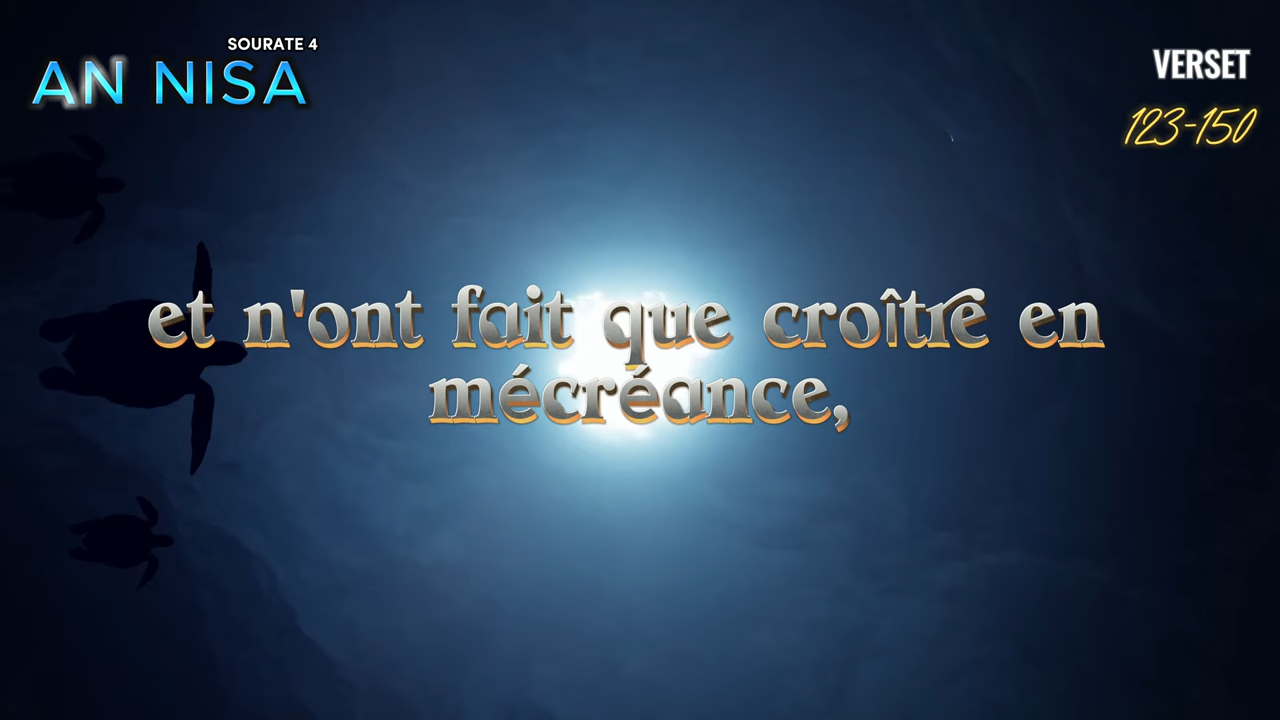 SOURATE 4
AN NISA
VERSET
123-150
et n'ont fait que croître en
mécréance,